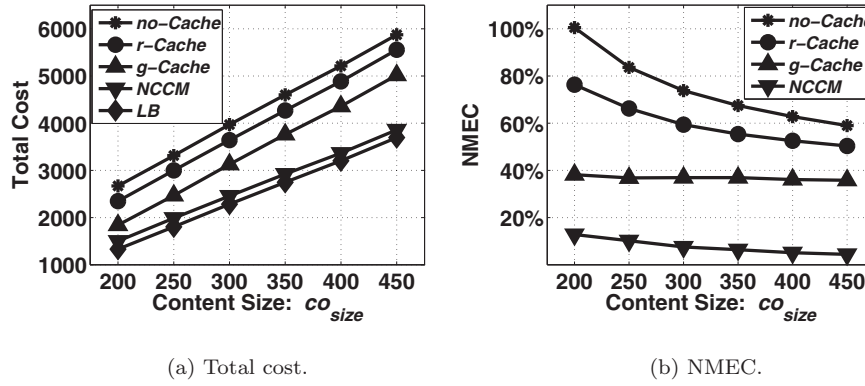 6000
5000
4000
3000
2000
1000
Total Cost
no-Cache
r-Cache
g-Cache
NCCM
LB
200 250 300 350 400 450
Content Size: co_size
(a) Total cost.
100%
80%
60%
40%
20%
NMEC
no-Cache
r-Cache
g-Cache
NCCM
200 250 300 350 400 450
Content Size: co_size
(b) NMEC.